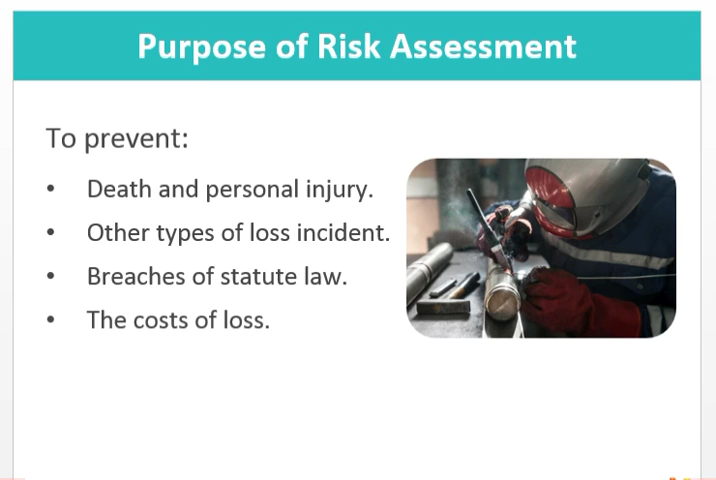 Purpose of Risk Assessment
To prevent:
• Death and personal injury.
• Other types of loss incident.
• Breaches of statute law.
• The costs of loss.